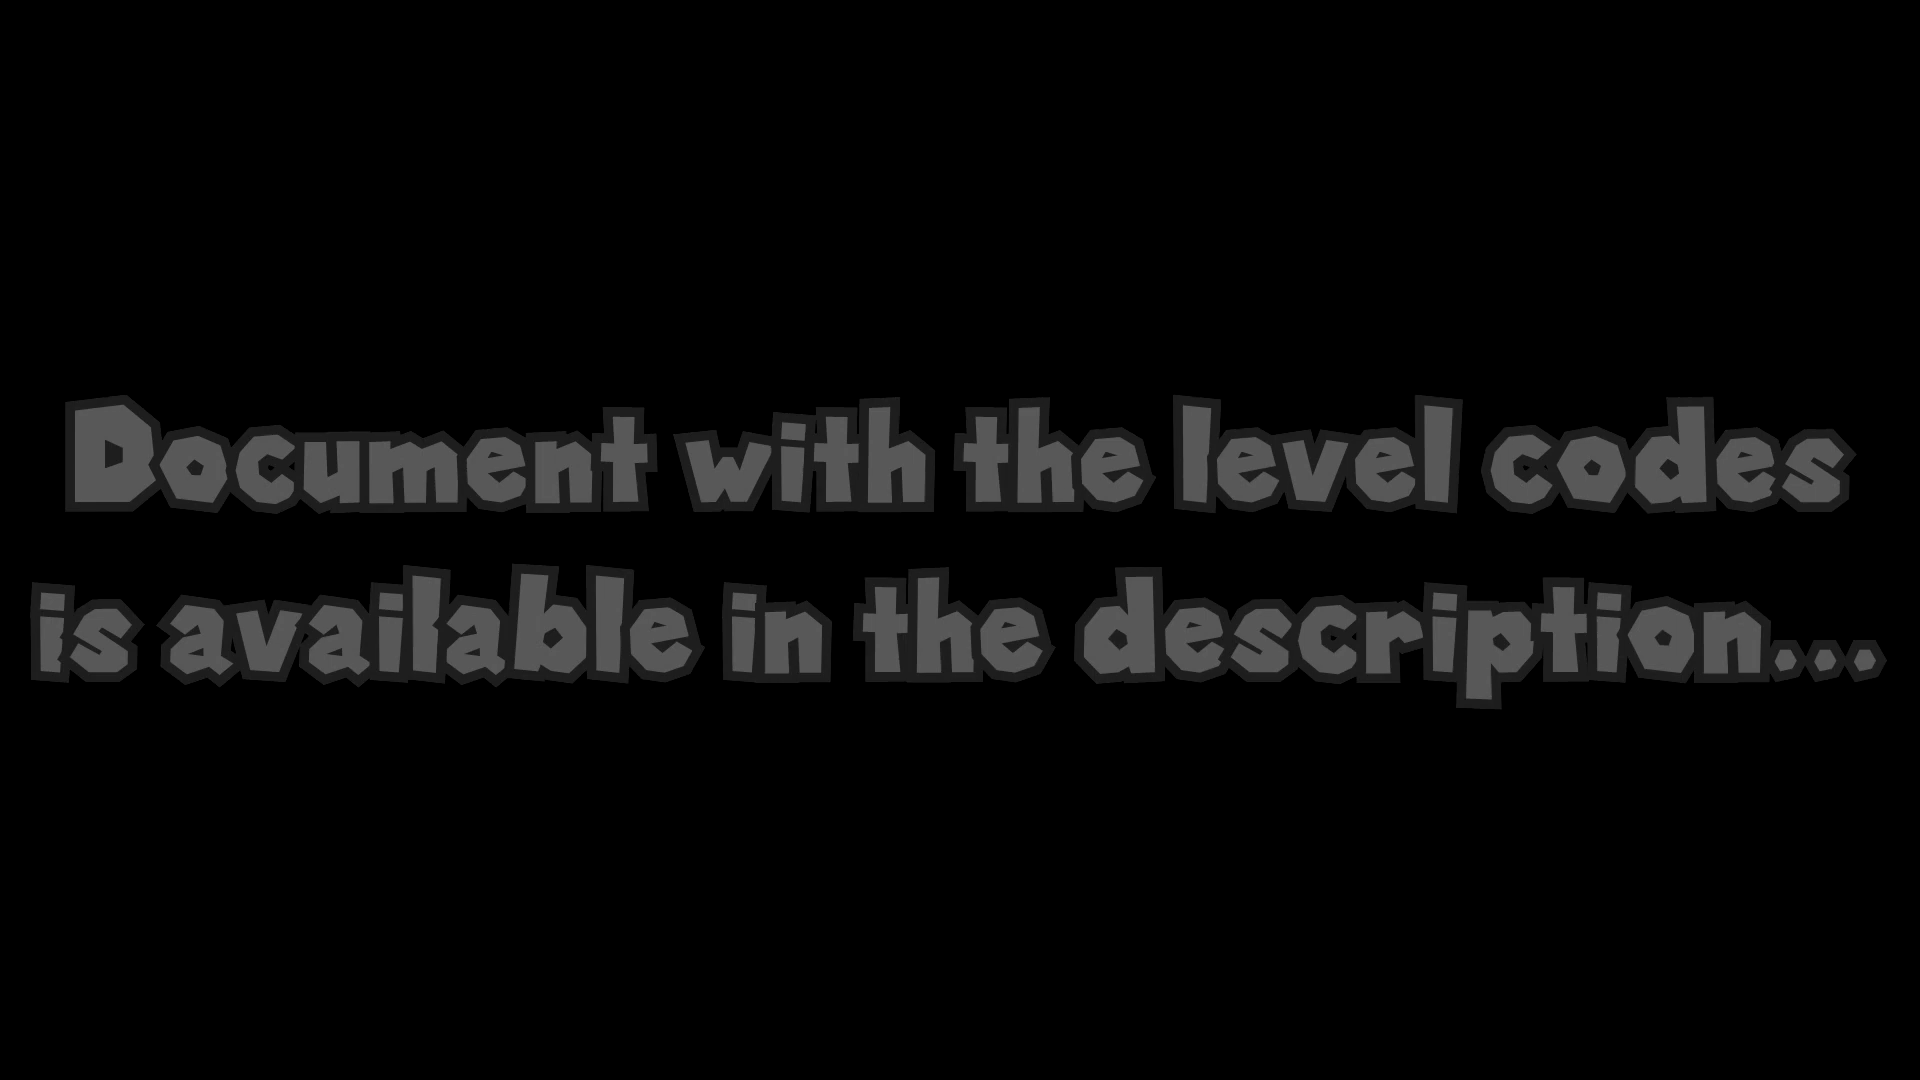 Document with the level codes
is available in the description...